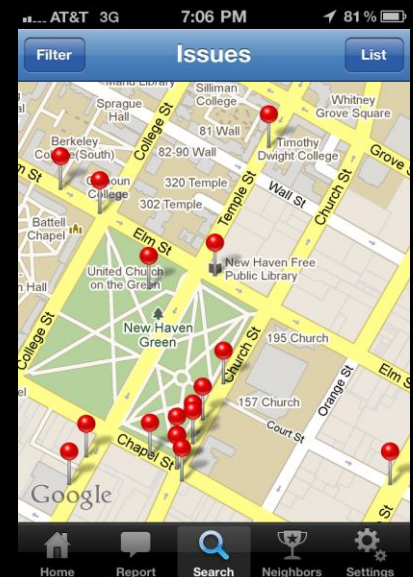 AT&T 3G 7:06 PM 81%
Filter Issues List
Library
Silliman
College
Whitney
Grove Square
Sprague
Hall
College St
81 Wall
Timothy
Dwight College
Grove
Berkeley
College(South)
82-90 Wall
Wall St
Calhoun
College
320 Temple
302 Temple
Temple St
Church St
Battell
Chapel
Elm St
United Church
on the Green
New Haven Free
Public Library
n Hall
New Haven
Green
College St
Church St
195 Church
Elm S
Orange St
157 Church
Court St
Chapel St
St
Google
Home Report Search Neighbors Settings